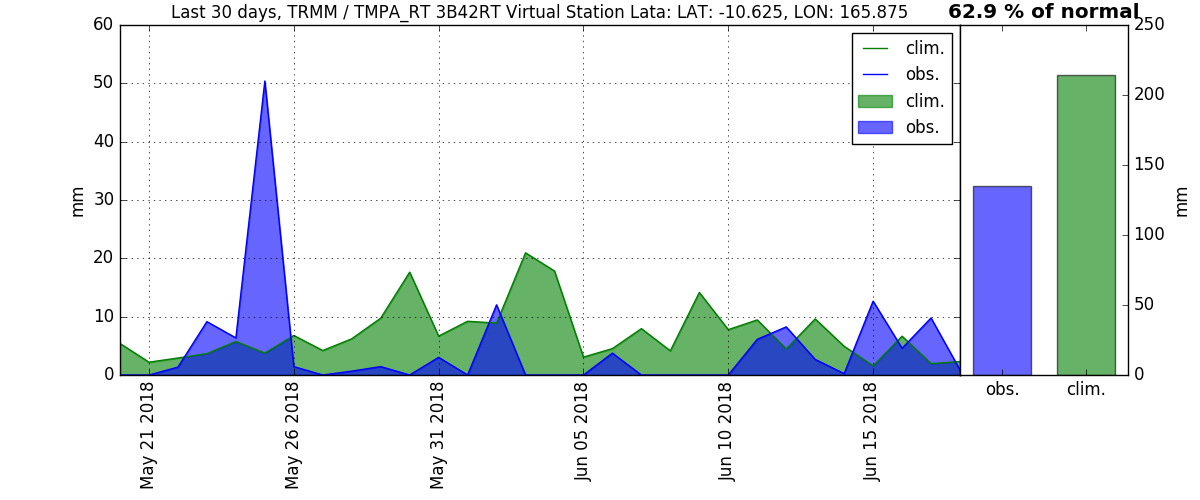 Last 30 days, TRMM / TMPA_RT 3B42RT Virtual Station Lata: LAT: -10.625, LON: 165.875
62.9 % of normal
60
50
40
30
20
10
0
mm
clim.
obs.
clim.
obs.
May 21 2018
May 26 2018
May 31 2018
Jun 05 2018
Jun 10 2018
Jun 15 2018
250
200
150
100
50
0
mm
obs.
clim.